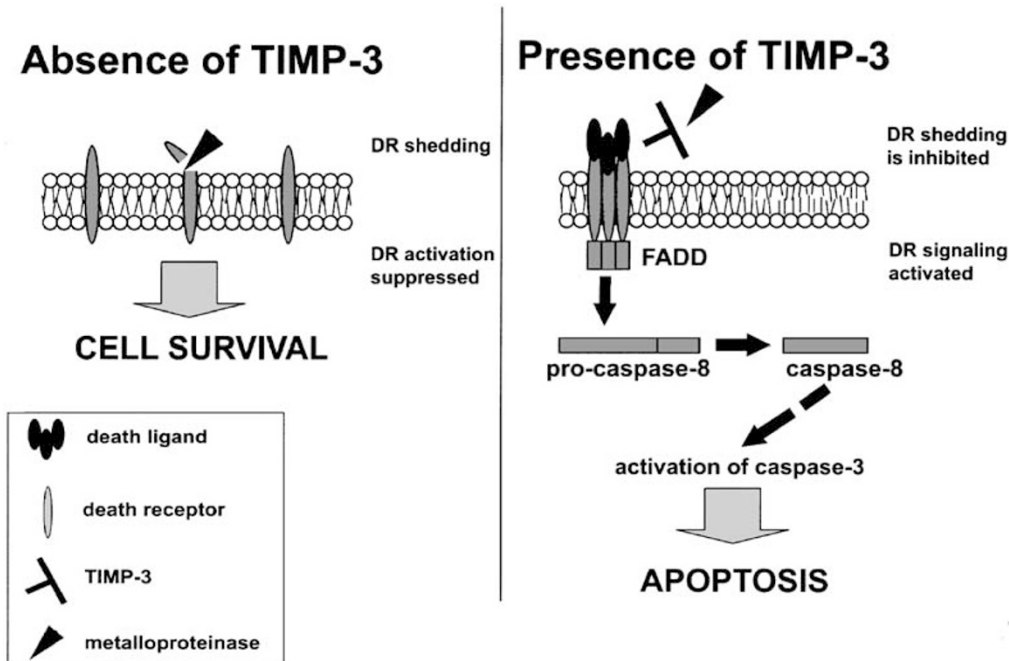 Absence of TIMP-3
DR shedding
DR activation
suppressed
CELL SURVIVAL
death ligand
death receptor
TIMP-3
metalloproteinase
Presence of TIMP-3
DR shedding
is inhibited
FADD
DR signaling
activated
pro-caspase-8
caspase-8
activation of caspase-3
APOPTOSIS